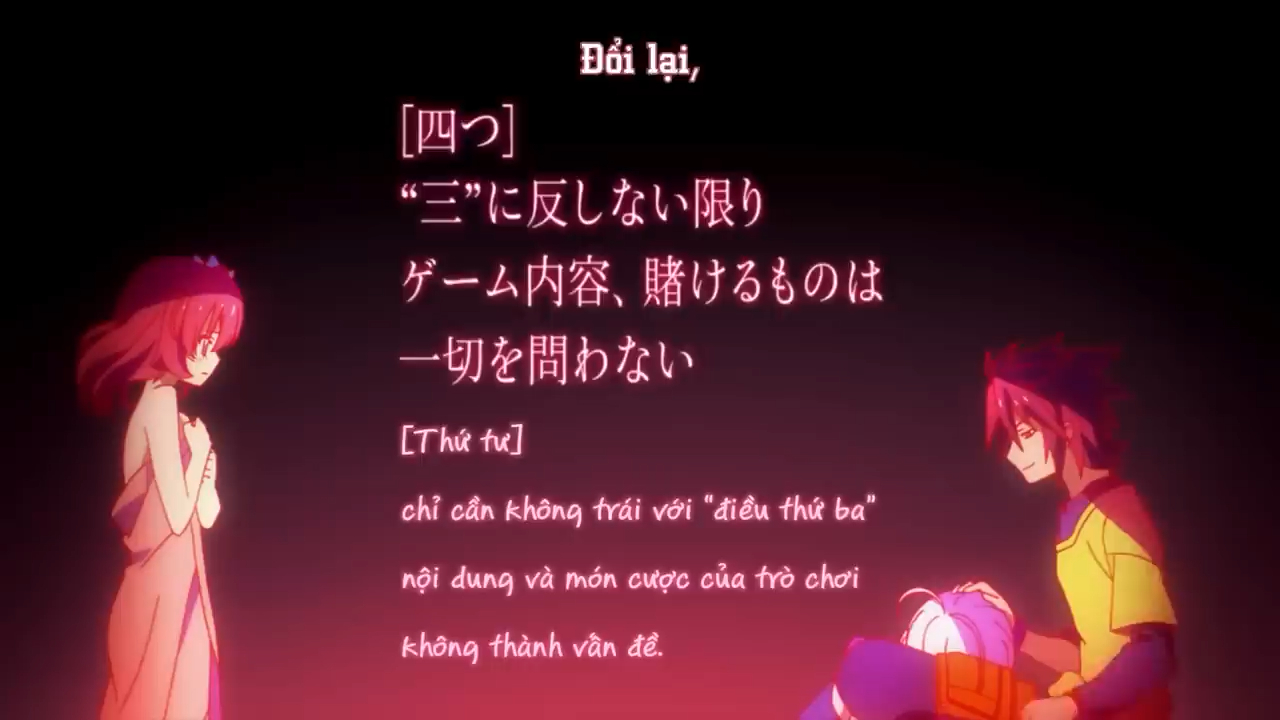 Đổi lại,
[四つ]
“三”に反しない限り
ゲーム内容、賭けるものは
一切を問わない
[Thứ tư]
chỉ cần không trái với “điều thứ ba”
nội dung và món cược của trò chơi
không thành vấn đề.